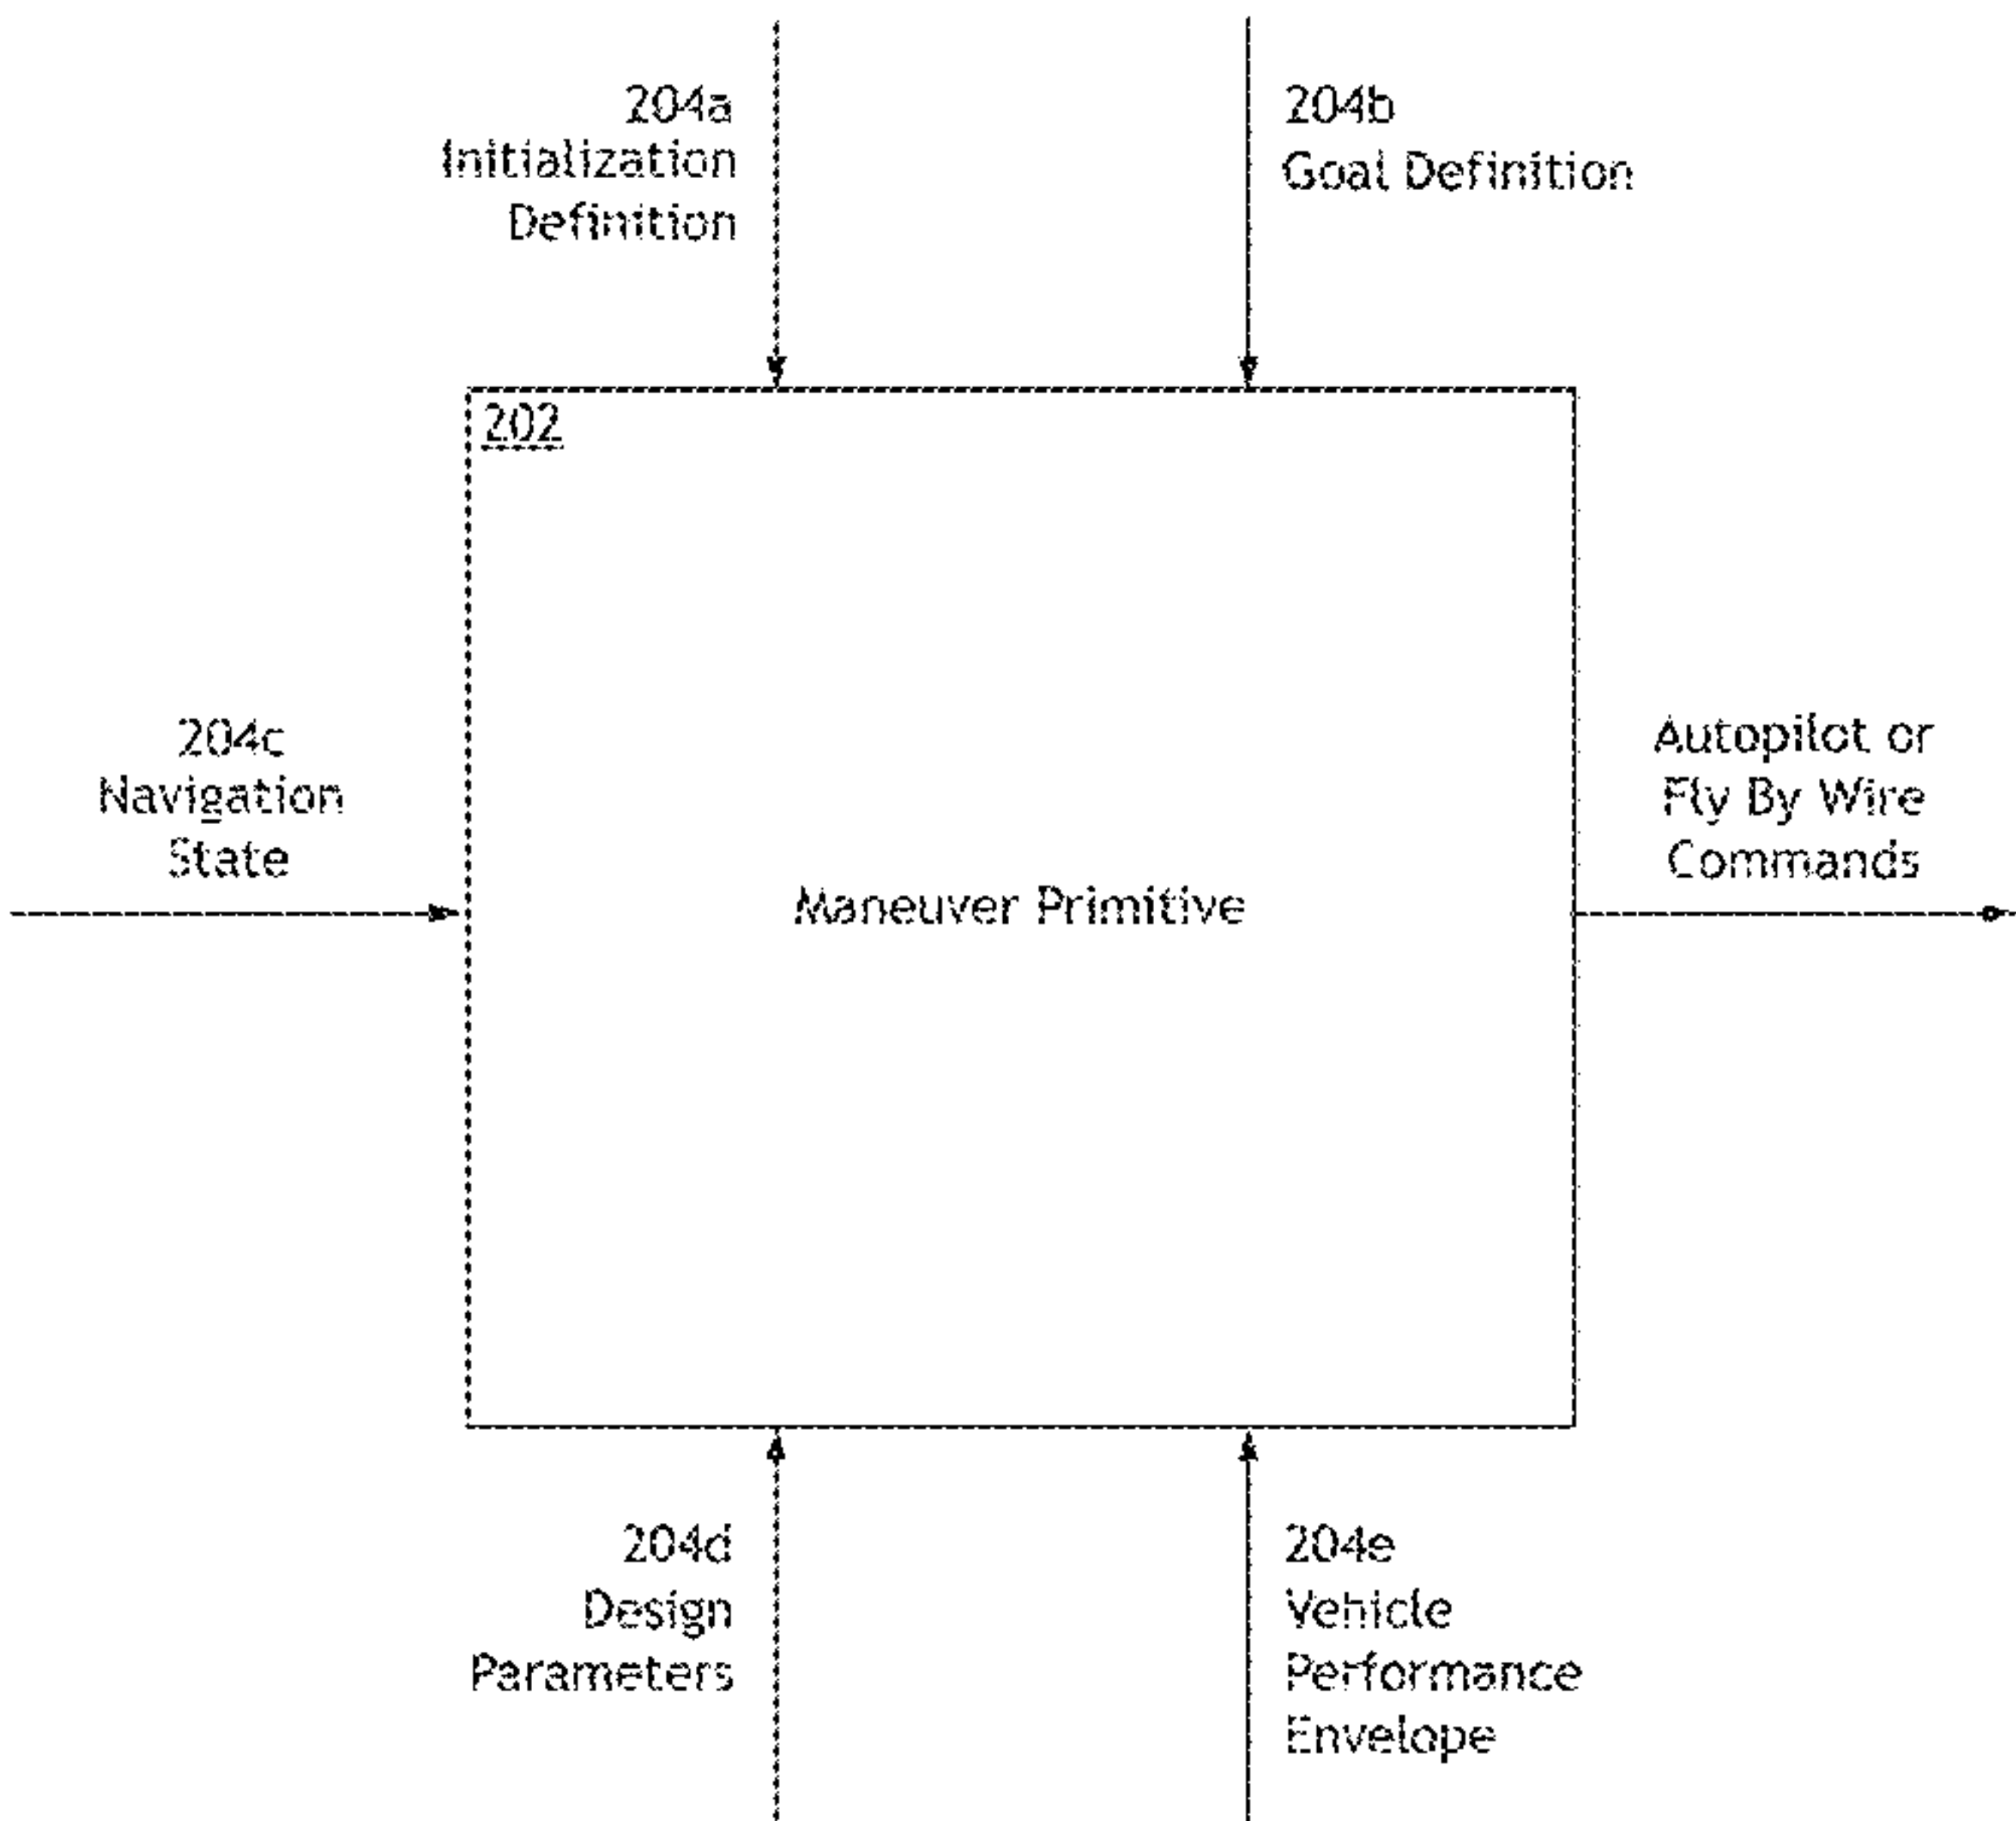 204a
Initialization
Definition
204b
Goal Definition
202
204c
Navigation
State
Maneuver Primitive
Autopilot or
Fly By Wire
Commands
204d
Design
Parameters
204e
Vehicle
Performance
Envelope